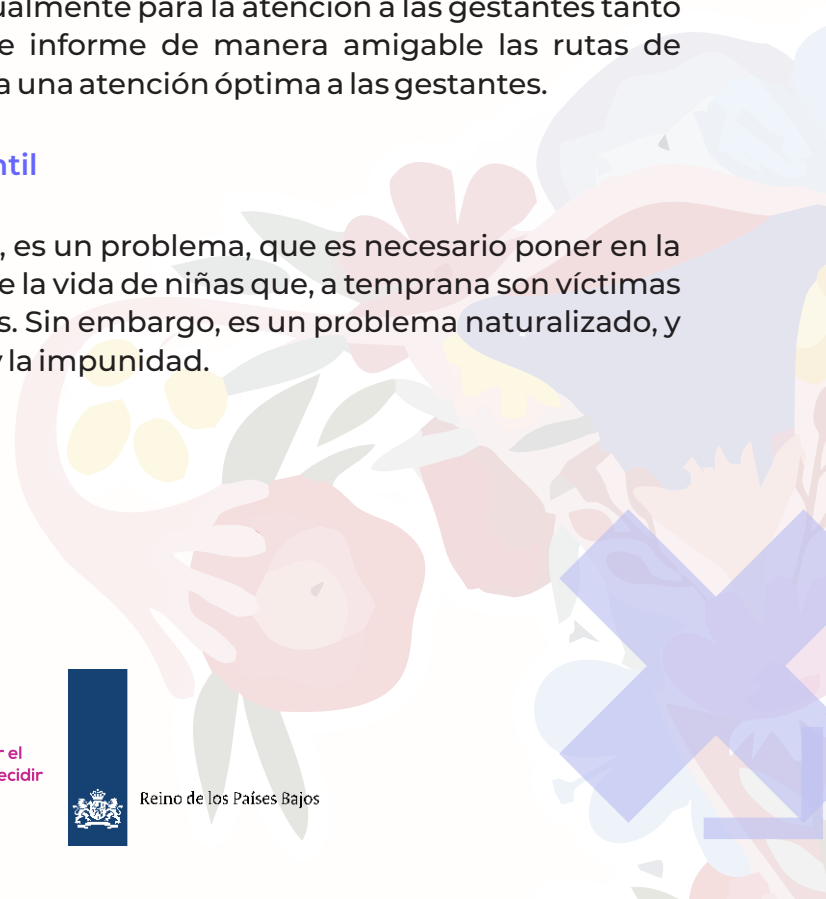 ualmente para la atención a las gestantes tanto
e informe de manera amigable las rutas de
a una atención óptima a las gestantes.
ntil
, es un problema, que es necesario poner en la
e la vida de niñas que, a temprana son víctimas
s. Sin embargo, es un problema naturalizado, y
y la impunidad.
r el
ecidir
Reino de los Países Bajos